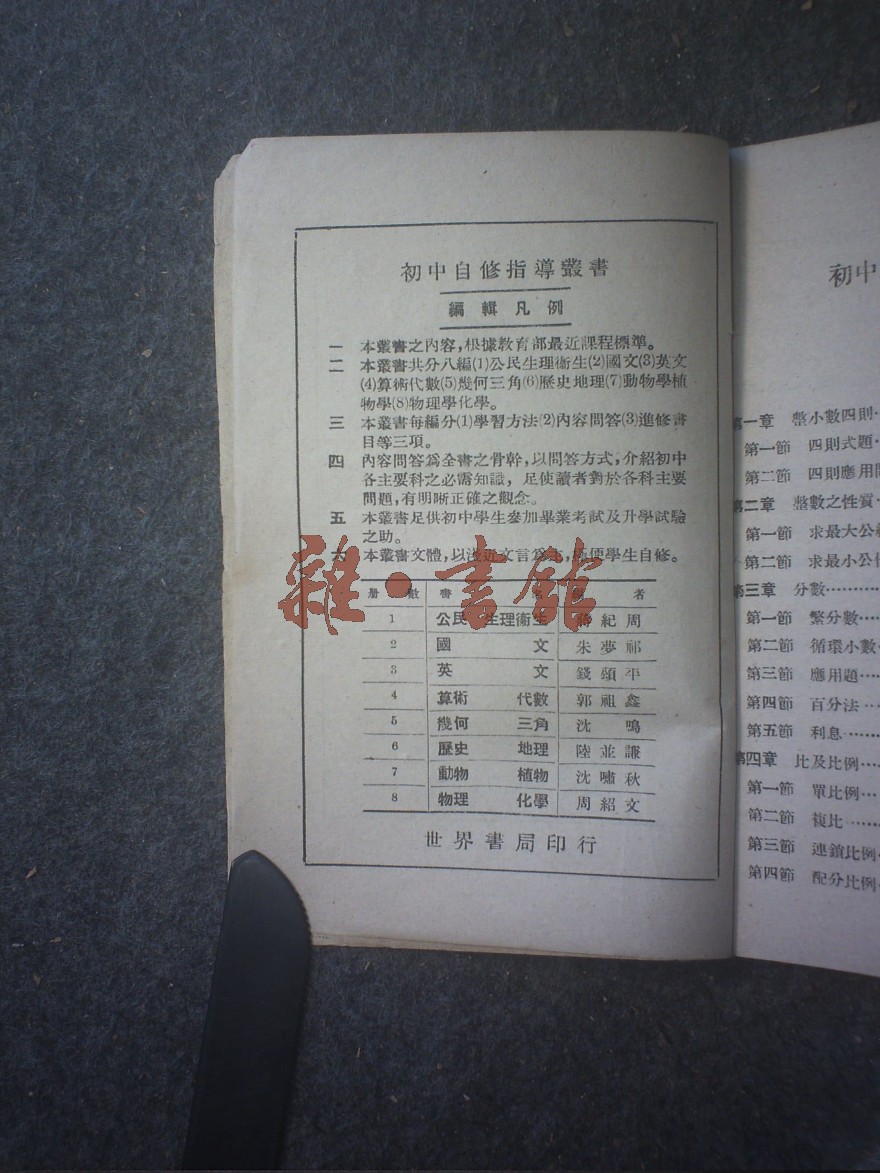 初中自修指導叢書
編輯凡例
一 本叢書之內容,根據教育部最近課程標準。
二 本叢書共分八編(1)公民生理衞生(2)國文(3)英文
(4)算術代數(5)幾何三角(6)歷史地理(7)動物學植
物學(8)物理學化學。
三 本叢書每編分(1)學習方法(2)內容問答(3)進修書
目等三項。
四 內容問答爲全書之骨幹,以問答方式,介紹初中
各主要科之必需知識,足使讀者對於各科主要
問題,有明晰正確之觀念。
五 本叢書足供初中學生參加畢業考試及升學試驗
之助。
六 本叢書文體,以淺近文言爲主,極便學生自修。
雜·書館
册數 書名 者
1 公民 生理衞生 蔣紀周
2 國文 朱夢祁
3 英文 錢頭平
4 算術 代數 郭祖鑫
5 幾何 三角 沈鳴
6 歷史 地理 陸並謙
7 動物 植物 沈嘯秋
8 物理 化學 周紹文
世界書局印行
初中
第一章 整小數四則
第一節 四則式題
第二節 四則應用
第二章 整數之性質
第一節 求最大公
第二節 求最小公
第三章 分數
第一節 繁分數
第二節 循環小數
第三節 應用題
第四節 百分法
第五節 利息
第四章 比及比例
第一節 單比例
第二節 複比
第三節 連鎖比例
第四節 配分比例